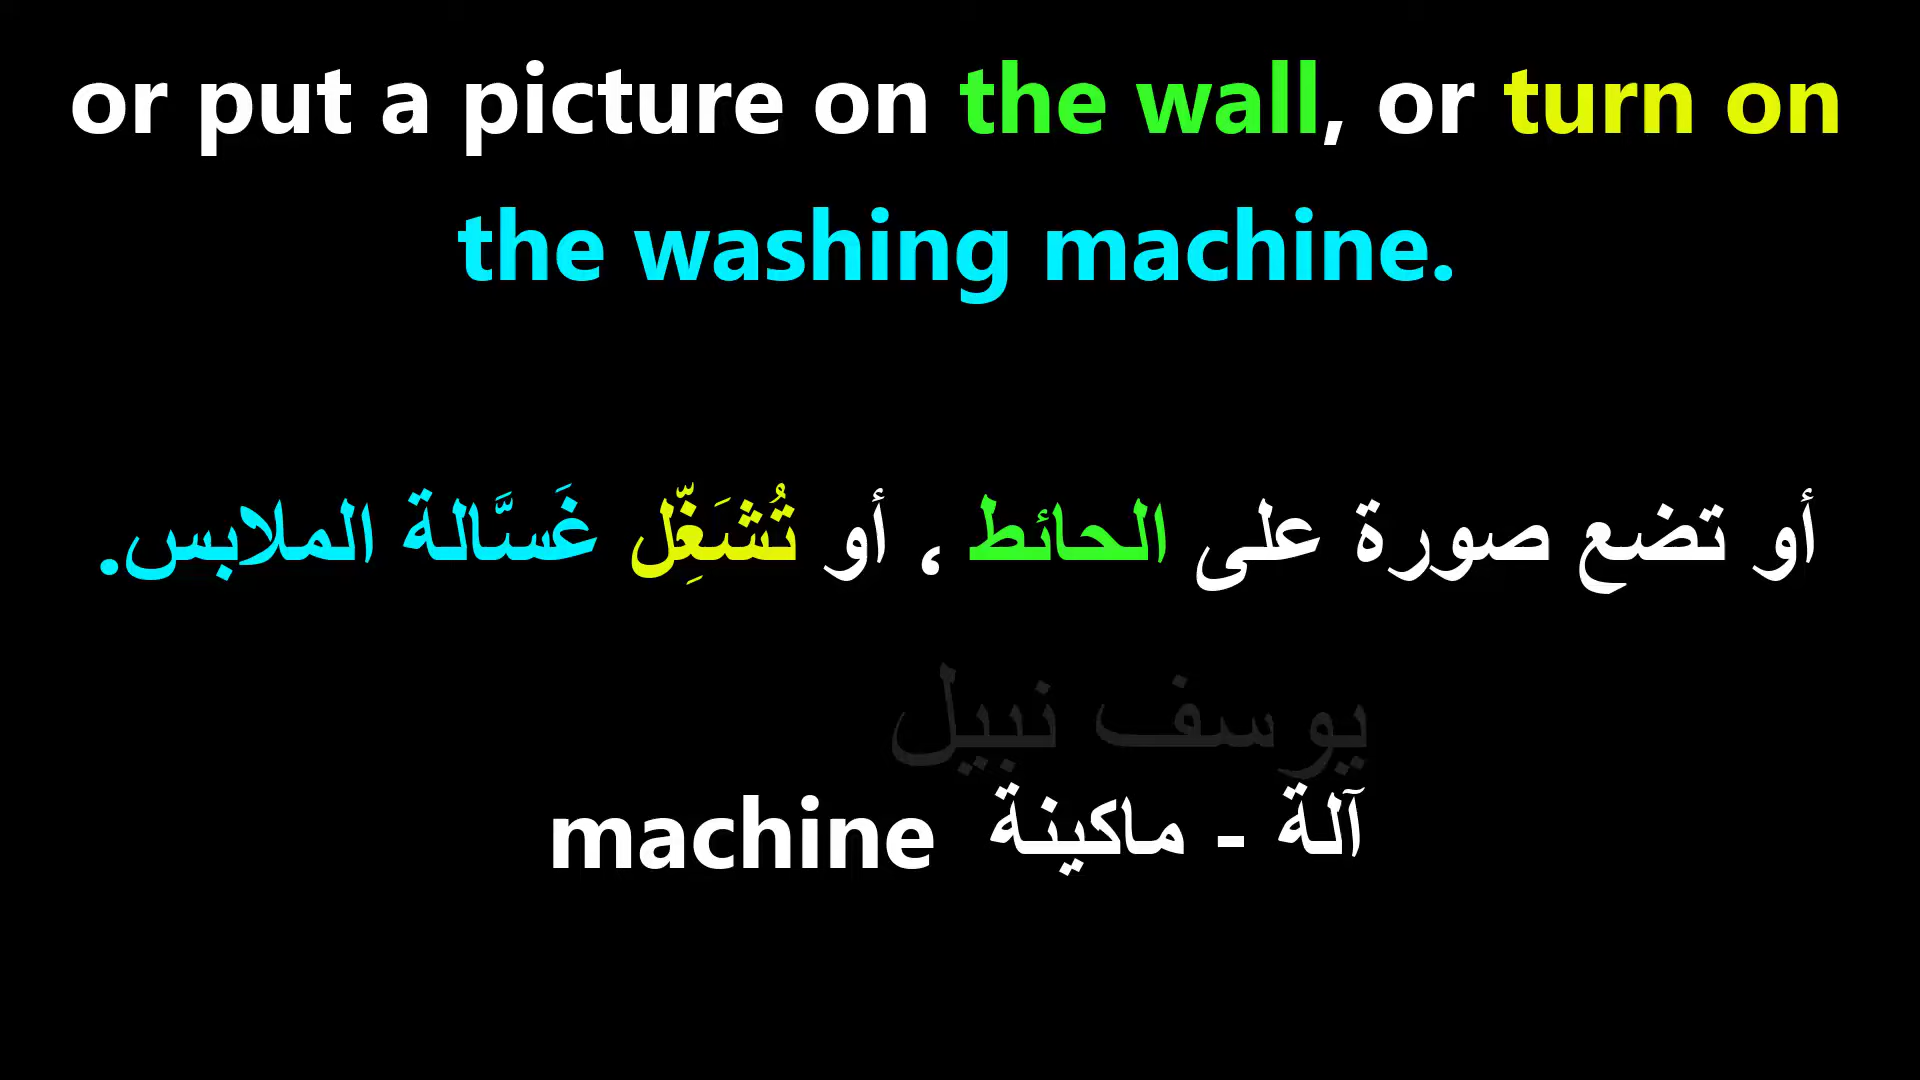 or put a picture on the wall, or turn on
the washing machine.
أو تضع صورة على الحائط ، أو تُشَغِّل غَسَّالة الملابس.
يوسف نبيل
آلة - ماكينة machine